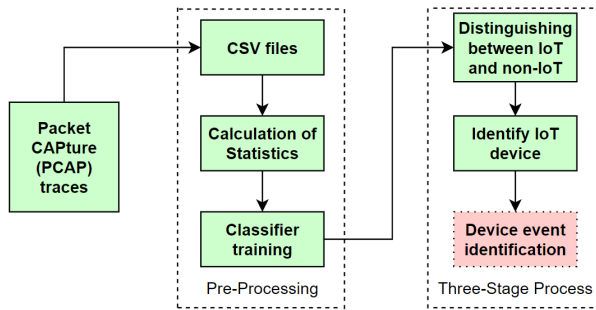 Packet
CAPture
(PCAP)
traces
CSV files
Calculation of
Statistics
Classifier
training
Pre-Processing
Distinguishing
between IoT
and non-IoT
Identify IoT
device
Device event
identification
Three-Stage Process